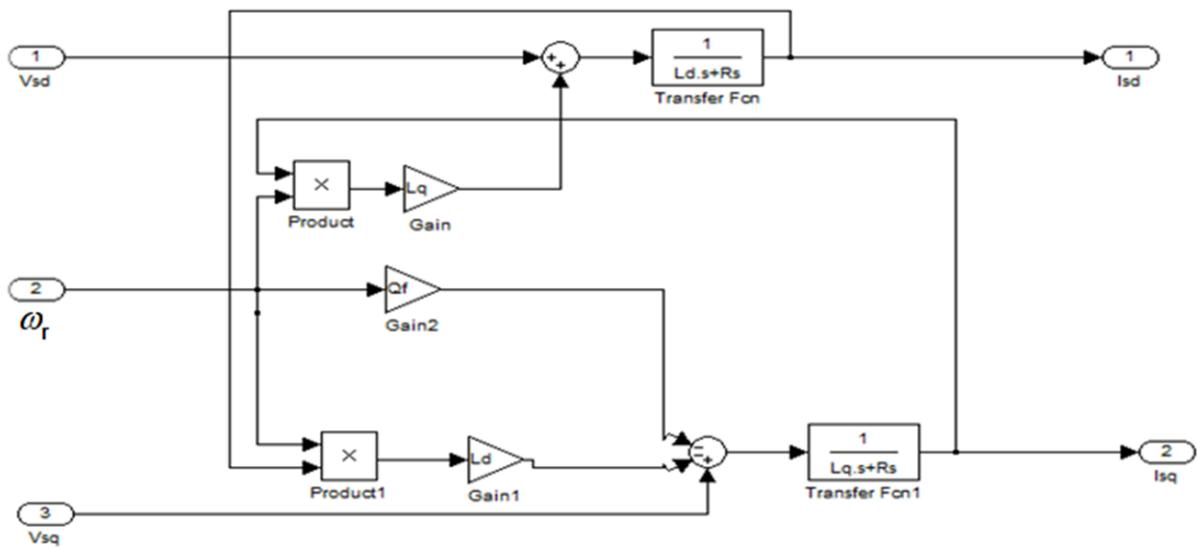 1
Vsd
+
+
1
Ld.s+Rs
Transfer Fcn
1
Isd
×
Product
Lq
Gain
2
ωr
Qf
Gain2
×
Product1
Ld
Gain1
−
−
+
1
Lq.s+Rs
Transfer Fcn1
2
Isq
3
Vsq